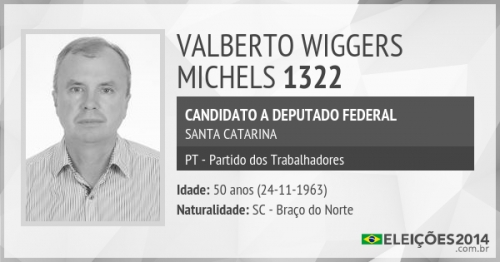 VALBERTO WIGGERS
MICHELS 1322
CANDIDATO A DEPUTADO FEDERAL
SANTA CATARINA
PT - Partido dos Trabalhadores
Idade: 50 anos (24-11-1963)
Naturalidade: SC - Braço do Norte
ELEIÇÕES2014
.com.br